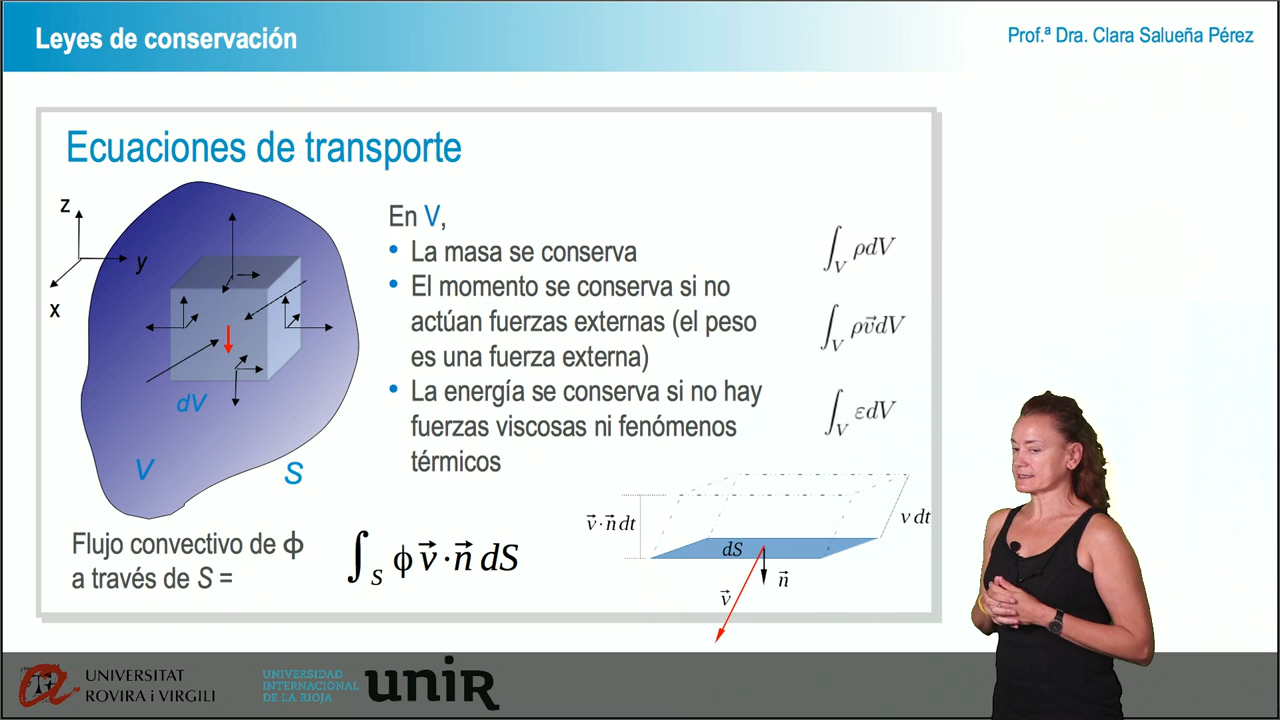 Leyes de conservación
Prof.ª Dra. Clara Salueña Pérez
Ecuaciones de transporte
z
y
x
dV
V
S
En V,
• La masa se conserva
• El momento se conserva si no
actúan fuerzas externas (el peso
es una fuerza externa)
• La energía se conserva si no hay
fuerzas viscosas ni fenómenos
térmicos
∫_V ρdV
∫_V ρv⃗dV
∫_V εdV
Flujo convectivo de ϕ
a través de S =
∫_S ϕ v⃗·n⃗ dS
v⃗·n⃗ dt
v dt
dS
n⃗
v⃗
UNIVERSITAT
ROVIRA i VIRGILI
UNIVERSIDAD
INTERNACIONAL
DE LA RIOJA
unir